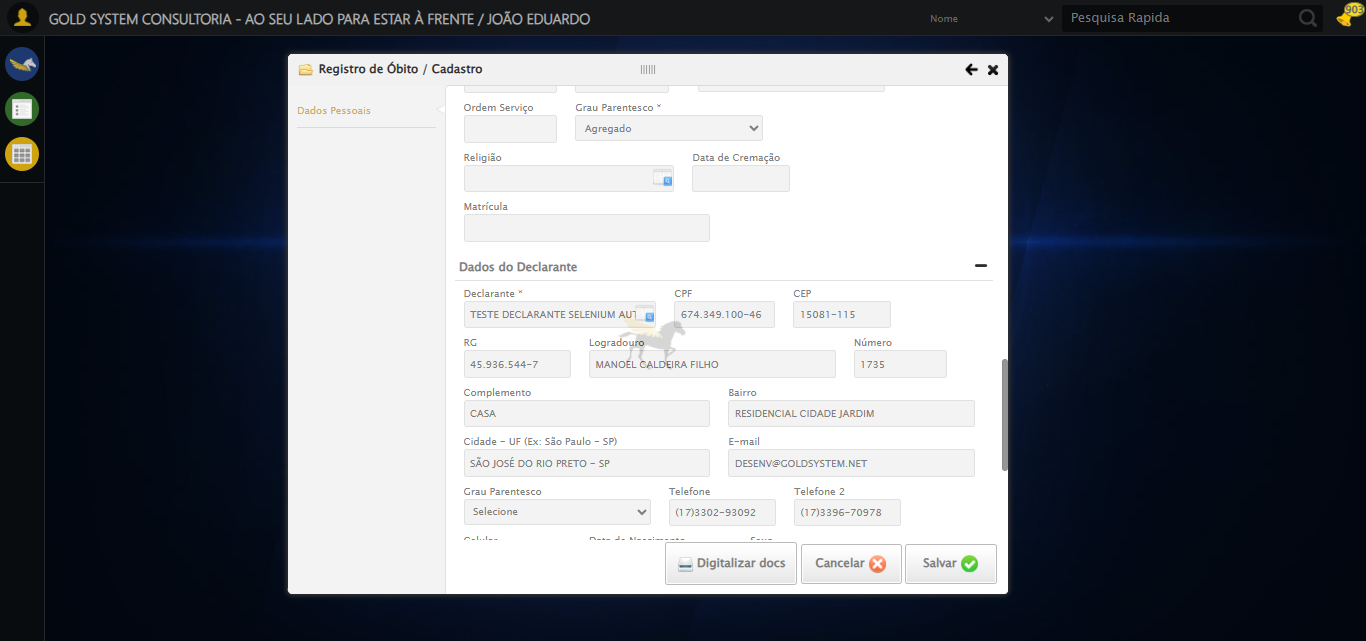 GOLD SYSTEM CONSULTORIA - AO SEU LADO PARA ESTAR À FRENTE / JOÃO EDUARDO
Nome
Pesquisa Rapida
903
Registro de Óbito / Cadastro
Dados Pessoais
Ordem Serviço
Grau Parentesco *
Agregado
Religião
Data de Cremação
Matrícula
Dados do Declarante
Declarante *
CPF
CEP
TESTE DECLARANTE SELENIUM AUT
674.349.100-46
15081-115
RG
Logradouro
Número
45.936.544-7
MANOEL CALDEIRA FILHO
1735
Complemento
Bairro
CASA
RESIDENCIAL CIDADE JARDIM
Cidade - UF (Ex: São Paulo - SP)
E-mail
SÃO JOSÉ DO RIO PRETO - SP
DESENV@GOLDSYSTEM.NET
Grau Parentesco
Telefone
Telefone 2
Selecione
(17)3302-93092
(17)3396-70978
Celular
Data de Nascimento
Sexo
Digitalizar docs
Cancelar
Salvar